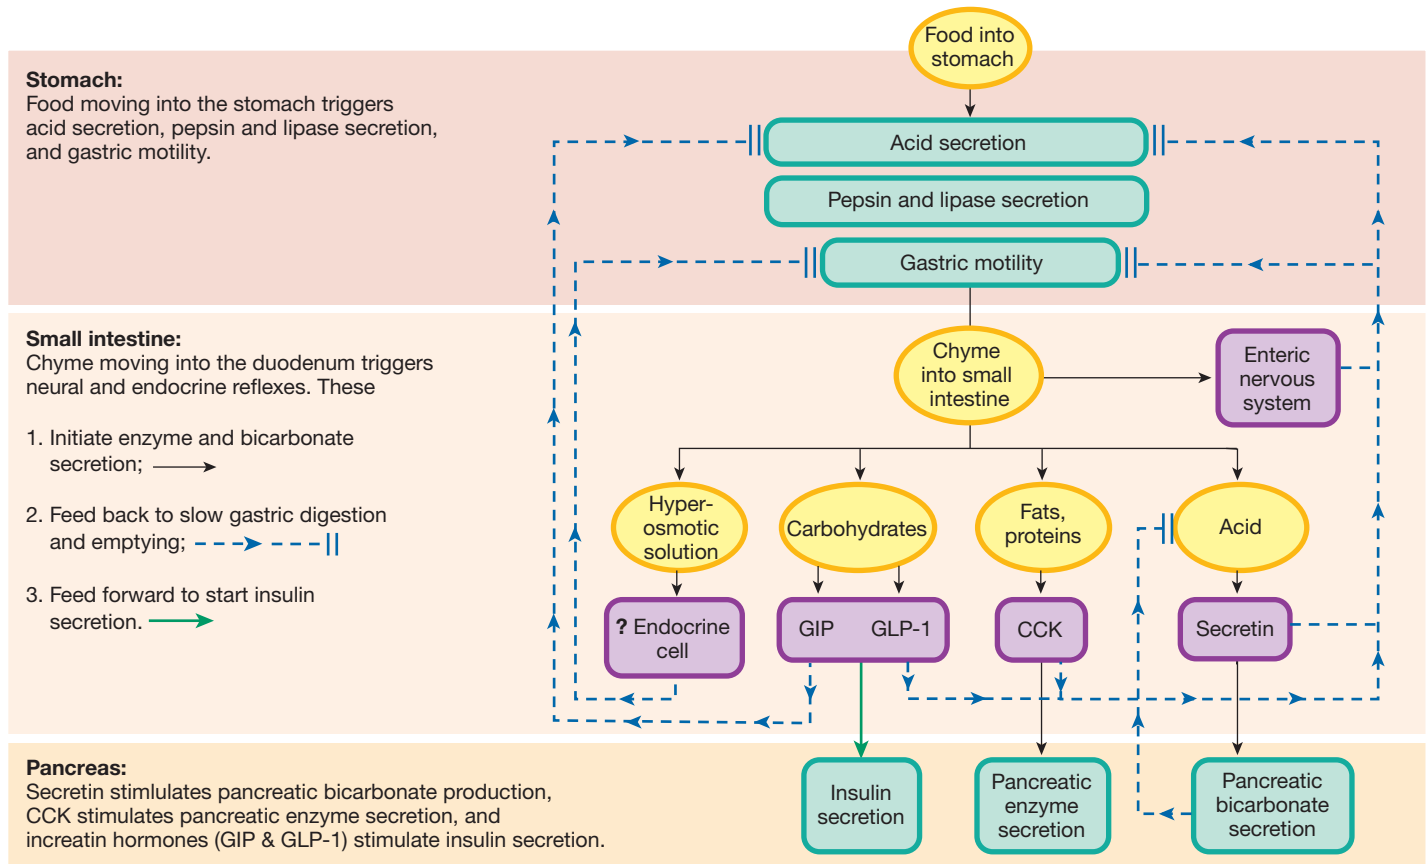 Food into
stomach
Stomach:
Food moving into the stomach triggers
acid secretion, pepsin and lipase secretion,
and gastric motility.
Acid secretion
Pepsin and lipase secretion
Gastric motility
Small intestine:
Chyme moving into the duodenum triggers
neural and endocrine reflexes. These
1. Initiate enzyme and bicarbonate
secretion;
2. Feed back to slow gastric digestion
and emptying;
3. Feed forward to start insulin
secretion.
Chyme
into small
intestine
Enteric
nervous
system
Hyper-
osmotic
solution
Carbohydrates
Fats,
proteins
Acid
? Endocrine
cell
GIP GLP-1
CCK
Secretin
Pancreas:
Secretin stimlulates pancreatic bicarbonate production,
CCK stimulates pancreatic enzyme secretion, and
increatin hormones (GIP & GLP-1) stimulate insulin secretion.
Insulin
secretion
Pancreatic
enzyme
secretion
Pancreatic
bicarbonate
secretion